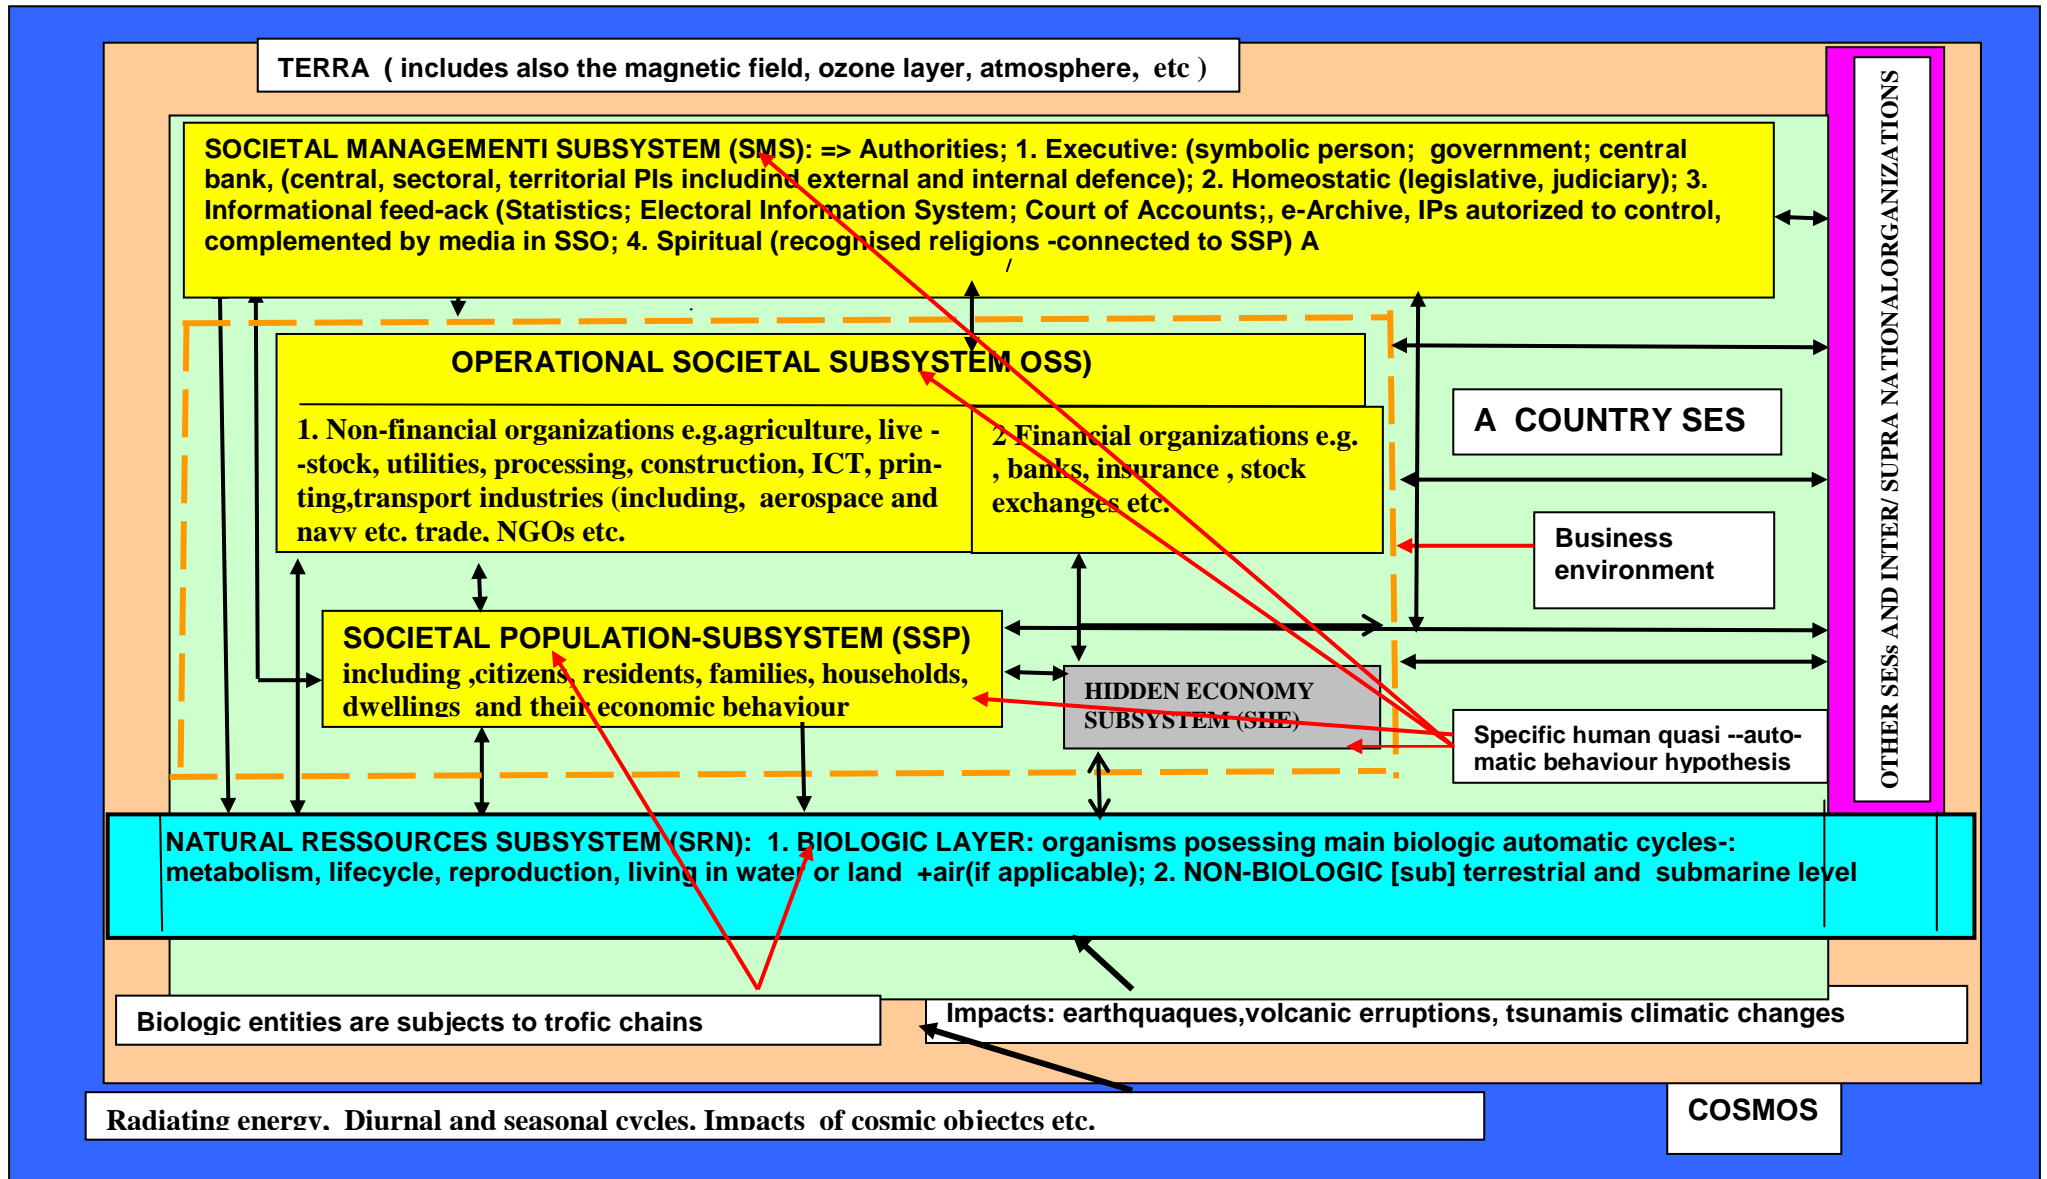 TERRA ( includes also the magnetic field, ozone layer, atmosphere, etc )
SOCIETAL MANAGEMENTI SUBSYSTEM (SMS): => Authorities; 1. Executive: (symbolic person; government; central
bank, (central, sectoral, territorial PIs includind external and internal defence); 2. Homeostatic (legislative, judiciary); 3.
Informational feed-ack (Statistics; Electoral Information System; Court of Accounts;, e-Archive, IPs autorized to control,
complemented by media in SSO; 4. Spiritual (recognised religions -connected to SSP) A
/
OPERATIONAL SOCIETAL SUBSYSTEM OSS)
1. Non-financial organizations e.g.agriculture, live -
-stock, utilities, processing, construction, ICT, prin-
ting,transport industries (including, aerospace and
navy etc. trade, NGOs etc.
2 Financial organizations e.g.
, banks, insurance , stock
exchanges etc.
A COUNTRY SES
Business
environment
SOCIETAL POPULATION-SUBSYSTEM (SSP)
including ,citizens, residents, families, households,
dwellings and their economic behaviour
HIDDEN ECONOMY
SUBSYSTEM (SHE)
Specific human quasi --auto-
matic behaviour hypothesis
OTHER SESs AND INTER/ SUPRA NATIONALORGANIZATIONS
NATURAL RESSOURCES SUBSYSTEM (SRN): 1. BIOLOGIC LAYER: organisms posessing main biologic automatic cycles-:
metabolism, lifecycle, reproduction, living in water or land +air(if applicable); 2. NON-BIOLOGIC [sub] terrestrial and submarine level
Biologic entities are subjects to trofic chains
Impacts: earthquaques,volcanic erruptions, tsunamis climatic changes
Radiating energy, Diurnal and seasonal cycles. Impacts of cosmic objectcs etc.
COSMOS